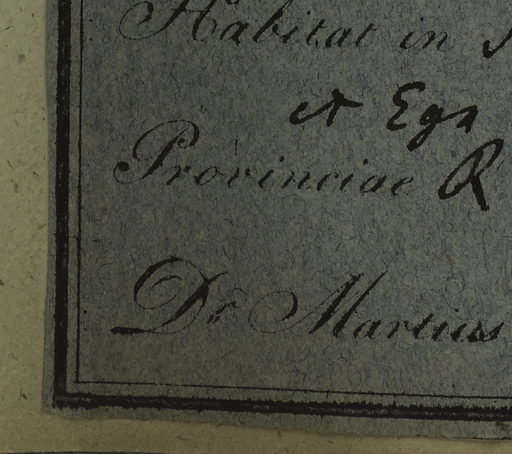 Habitat in
et Ega
Provinciae R
Dr. Martius